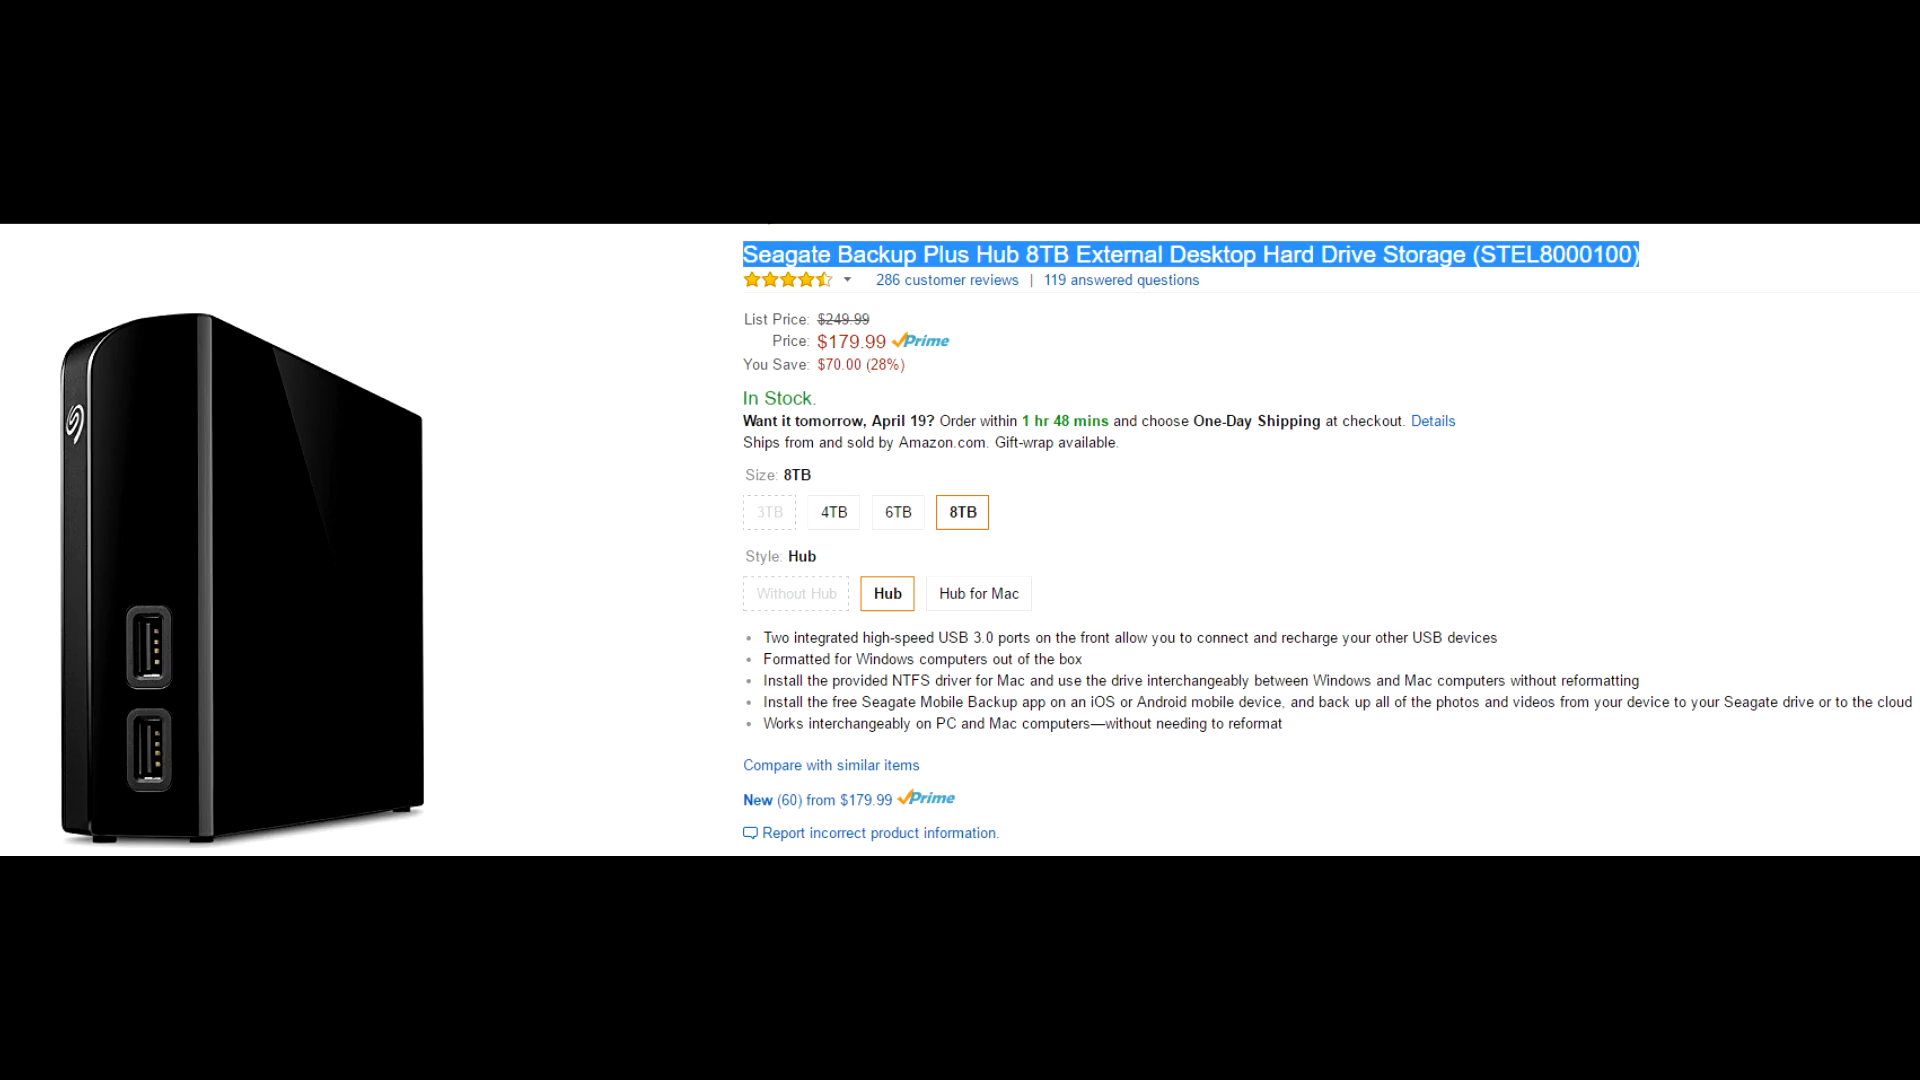 Seagate Backup Plus Hub 8TB External Desktop Hard Drive Storage (STEL8000100)
286 customer reviews | 119 answered questions
List Price: $249.99
Price: $179.99 Prime
You Save: $70.00 (28%)
In Stock.
Want it tomorrow, April 19? Order within 1 hr 48 mins and choose One-Day Shipping at checkout. Details
Ships from and sold by Amazon.com. Gift-wrap available.
Size: 8TB
3TB 4TB 6TB 8TB
Style: Hub
Without Hub Hub Hub for Mac
• Two integrated high-speed USB 3.0 ports on the front allow you to connect and recharge your other USB devices
• Formatted for Windows computers out of the box
• Install the provided NTFS driver for Mac and use the drive interchangeably between Windows and Mac computers without reformatting
• Install the free Seagate Mobile Backup app on an iOS or Android mobile device, and back up all of the photos and videos from your device to your Seagate drive or to the cloud
• Works interchangeably on PC and Mac computers—without needing to reformat
Compare with similar items
New (60) from $179.99 Prime
Report incorrect product information.